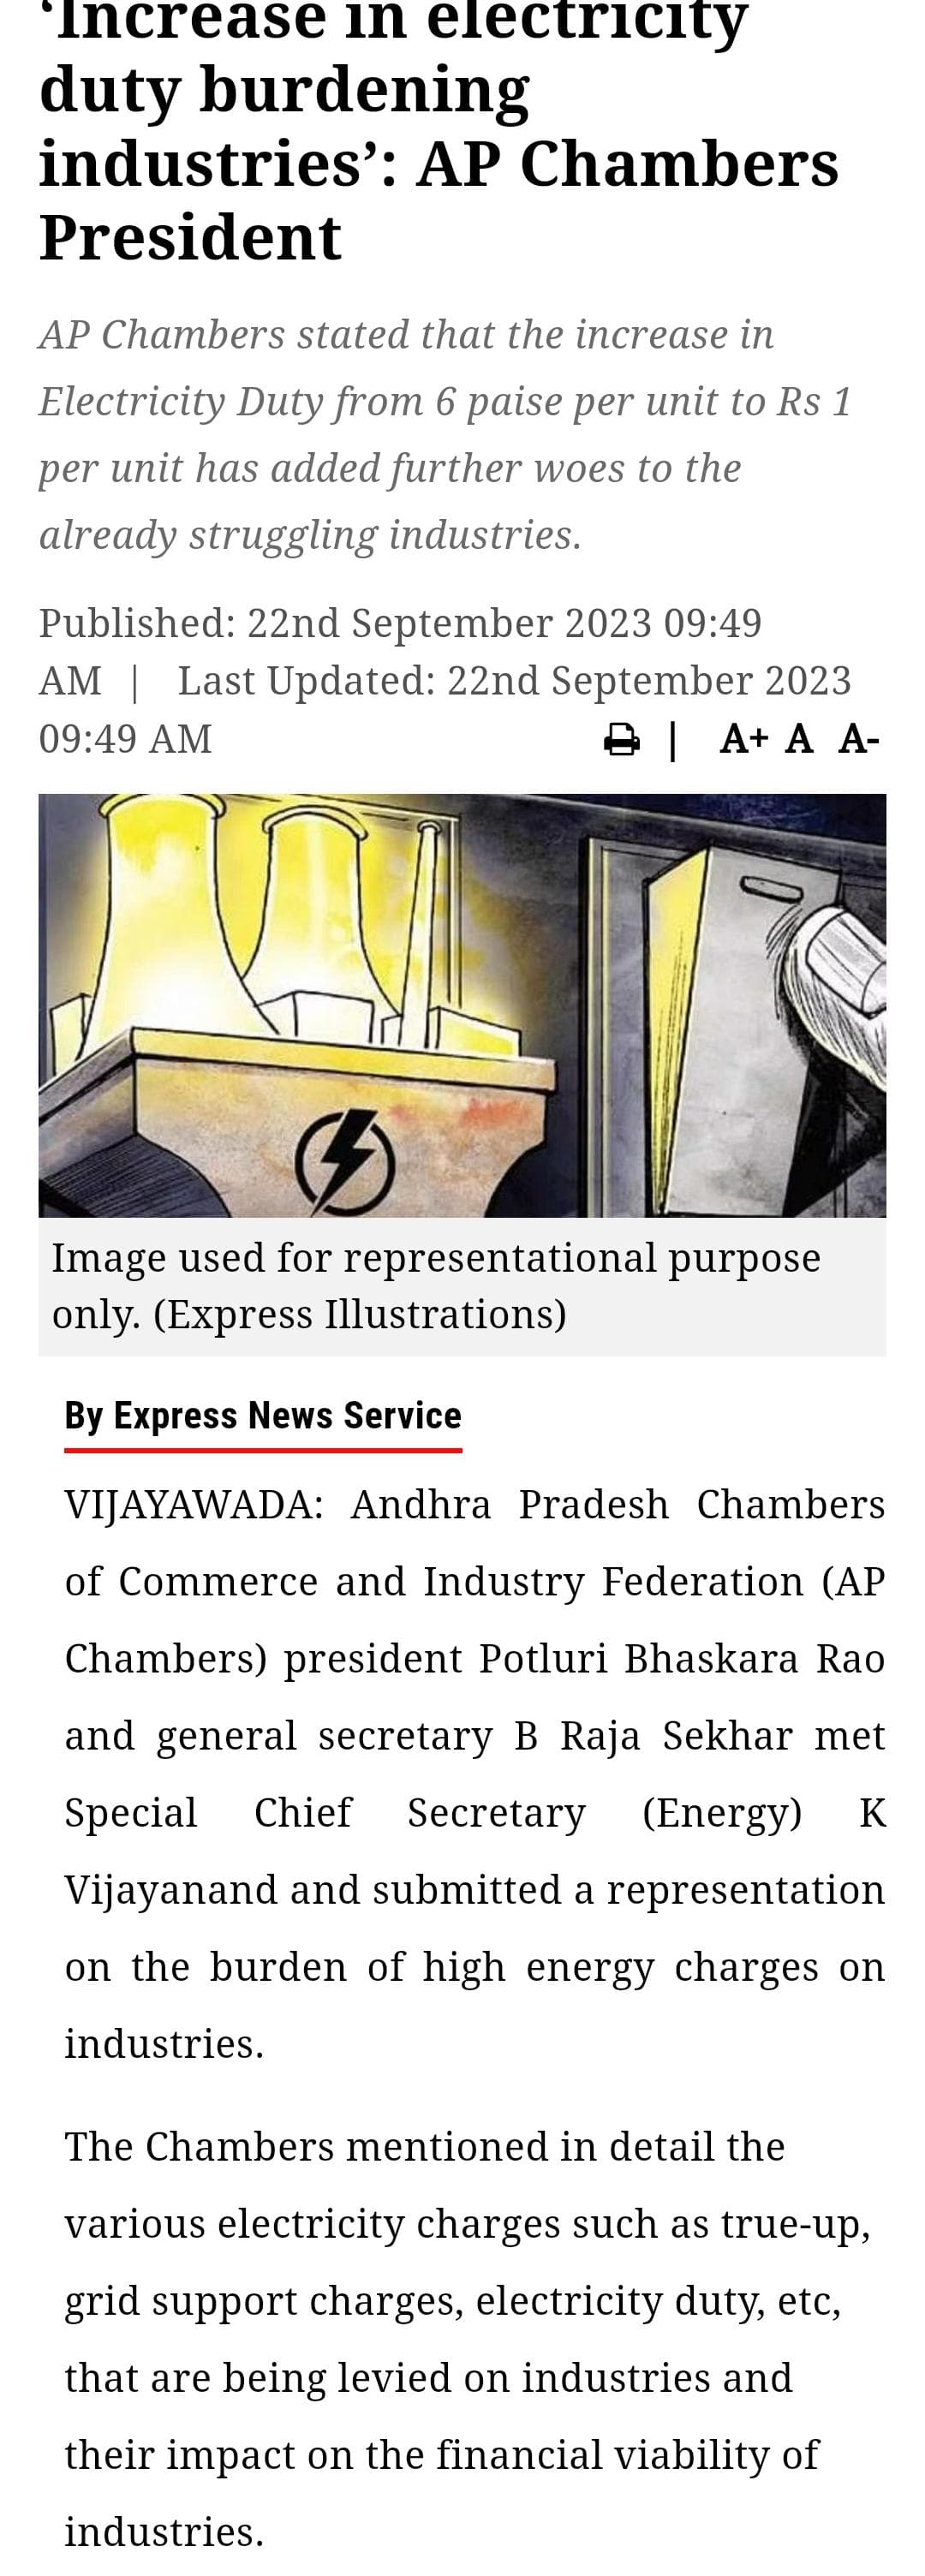 ‘Increase in electricity
duty burdening
industries’: AP Chambers
President
AP Chambers stated that the increase in
Electricity Duty from 6 paise per unit to Rs 1
per unit has added further woes to the
already struggling industries.
Published: 22nd September 2023 09:49
AM | Last Updated: 22nd September 2023
09:49 AM | A+ A A-
Image used for representational purpose
only. (Express Illustrations)
By Express News Service
VIJAYAWADA: Andhra Pradesh Chambers
of Commerce and Industry Federation (AP
Chambers) president Potluri Bhaskara Rao
and general secretary B Raja Sekhar met
Special Chief Secretary (Energy) K
Vijayanand and submitted a representation
on the burden of high energy charges on
industries.
The Chambers mentioned in detail the
various electricity charges such as true-up,
grid support charges, electricity duty, etc,
that are being levied on industries and
their impact on the financial viability of
industries.